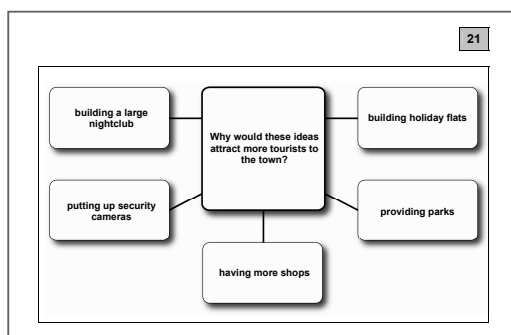 21
building a large
nightclub
Why would these ideas
attract more tourists to
the town?
building holiday flats
putting up security
cameras
providing parks
having more shops